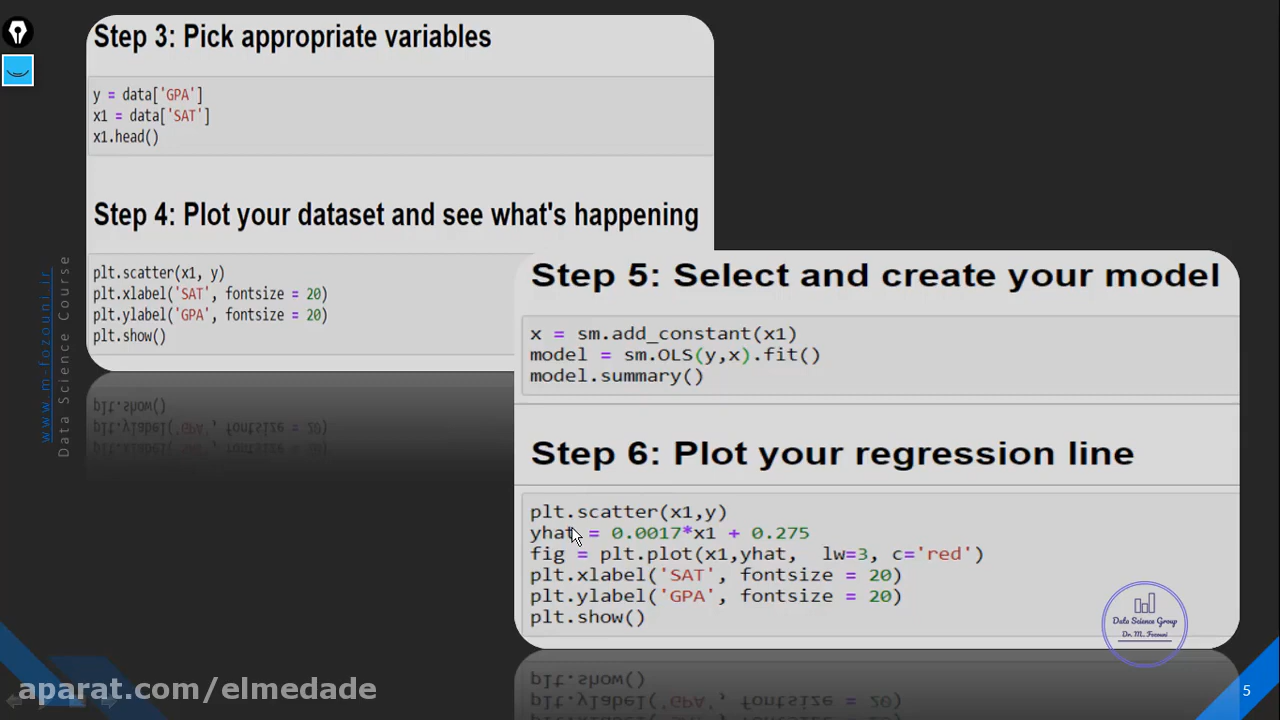 Step 3: Pick appropriate variables
y = data['GPA']
x1 = data['SAT']
x1.head()
Step 4: Plot your dataset and see what's happening
plt.scatter(x1, y)
plt.xlabel('SAT', fontsize = 20)
plt.ylabel('GPA', fontsize = 20)
plt.show()
Step 5: Select and create your model
x = sm.add_constant(x1)
model = sm.OLS(y,x).fit()
model.summary()
Step 6: Plot your regression line
plt.scatter(x1,y)
yhat = 0.0017*x1 + 0.275
fig = plt.plot(x1,yhat, lw=3, c='red')
plt.xlabel('SAT', fontsize = 20)
plt.ylabel('GPA', fontsize = 20)
plt.show()
www.m-fozouni.ir
Data Science Course
Data Science Group
Dr. M. Fozouni
aparat.com/elmedade
5